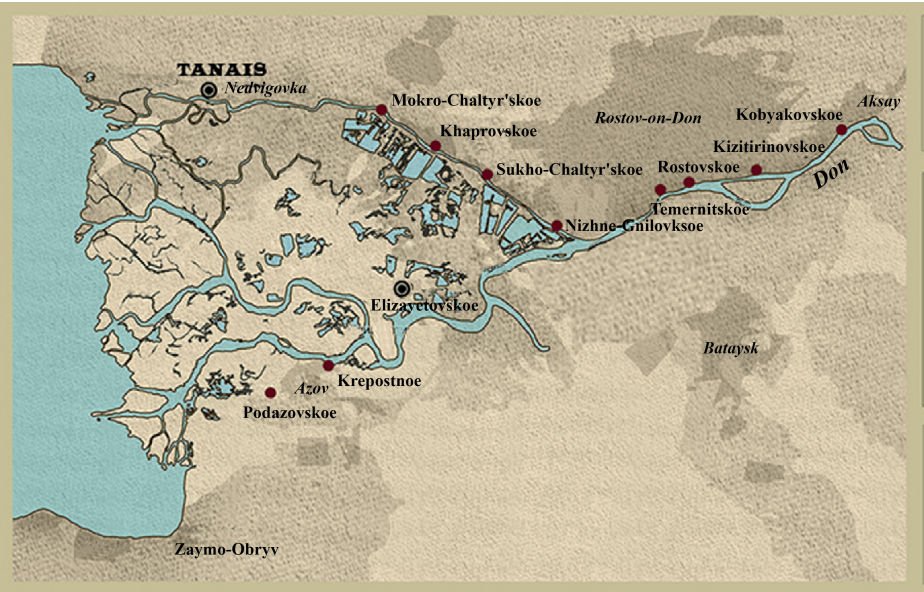 TANAIS
Nedvigovka
Mokro-Chaltyr'skoe
Khaprovskoe
Sukho-Chaltyr'skoe
Nizhne-Gnilovksoe
Rostov-on-Don
Temernitskoe
Rostovskoe
Kizitirinovskoe
Kobyakovskoe
Aksay
Don
Elizavetovskoe
Bataysk
Krepostnoe
Azov
Podazovskoe
Zaymo-Obryv